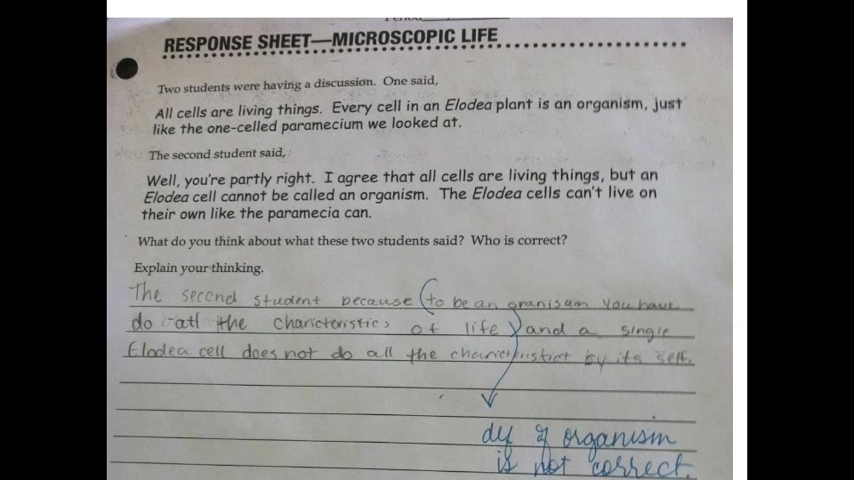 RESPONSE SHEET—MICROSCOPIC LIFE
Two students were having a discussion. One said,
All cells are living things. Every cell in an Elodea plant is an organism, just
like the one-celled paramecium we looked at.
The second student said,
Well, you're partly right. I agree that all cells are living things, but an
Elodea cell cannot be called an organism. The Elodea cells can't live on
their own like the paramecia can.
What do you think about what these two students said? Who is correct?
Explain your thinking.
The second student because (to be an granisum you have
do all the charicteristics of life) and a single
Elodea cell does not do all the by its self.
def of organism
is not correct.